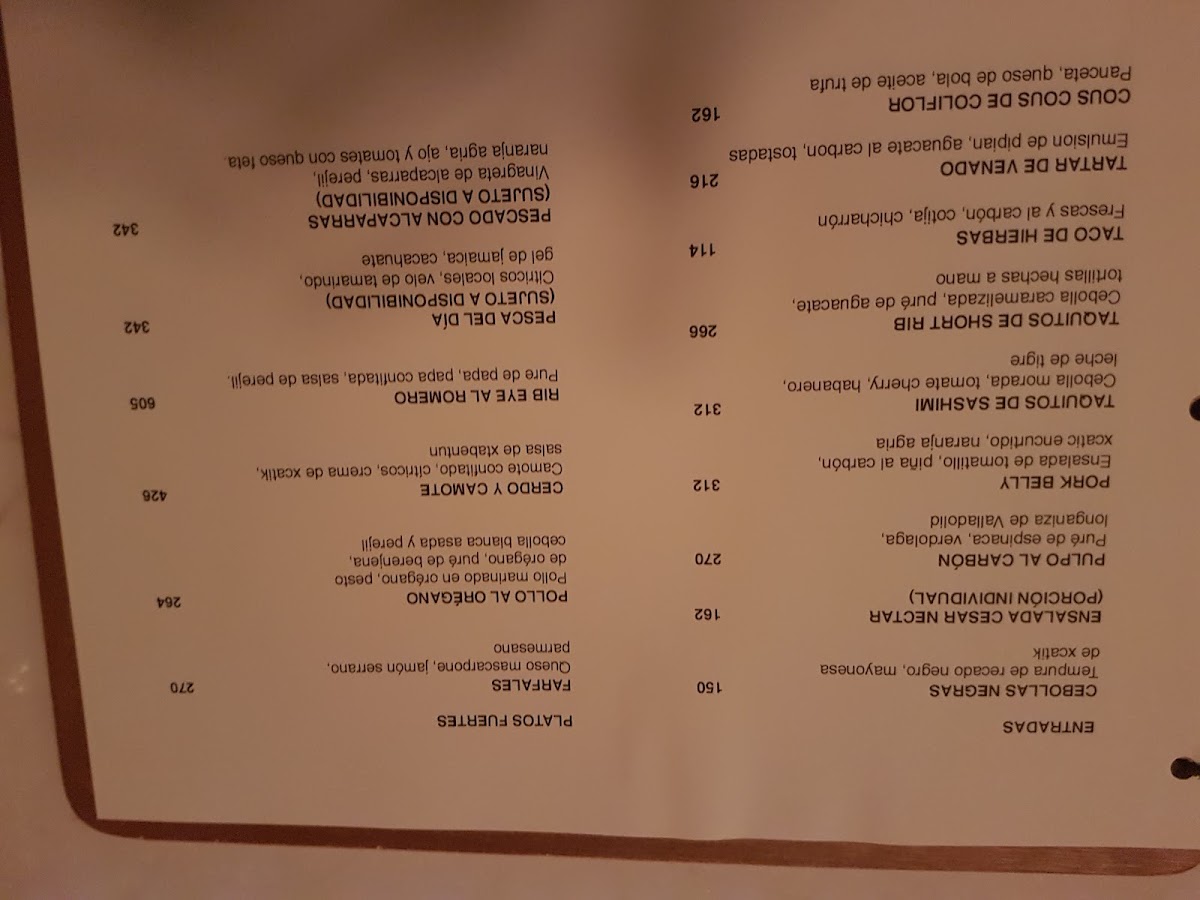 ENTRADAS
CEBOLLAS NEGRAS 150
Tempura de recado negro, mayonesa
de xcatik
ENSALADA CESAR NECTAR
(PORCIÓN INDIVIDUAL) 162
PULPO AL CARBÓN 270
Puré de espinaca, verdolaga,
longaniza de Valladolid
PORK BELLY 312
Ensalada de tomatillo, piña al carbón,
xcatic encurtido, naranja agria
TAQUITOS DE SASHIMI 312
Cebolla morada, tomate cherry, habanero,
leche de tigre
TAQUITOS DE SHORT RIB 266
Cebolla caramelizada, puré de aguacate,
tortillas hechas a mano
TACO DE HIERBAS 114
Frescas y al carbón, cotija, chicharrón
TARTAR DE VENADO 216
Emulsion de pipian, aguacate al carbon, tostadas
COUS COUS DE COLIFLOR 162
Panceta, queso de bola, aceite de trufa
PLATOS FUERTES
FARFALES 270
Queso mascarpone, jamón serrano,
parmesano
POLLO AL ORÉGANO 264
Pollo marinado en orégano, pesto
de orégano, puré de berenjena,
cebolla blanca asada y perejil
CERDO Y CAMOTE 426
Camote confitado, cítricos, crema de xcatik,
salsa de xtabentun
RIB EYE AL ROMERO 605
Pure de papa, papa confitada, salsa de perejil.
PESCA DEL DÍA 342
(SUJETO A DISPONIBILIDAD)
Citricos locales, velo de tamarindo,
gel de jamaica, cacahuate
PESCADO CON ALCAPARRAS 342
(SUJETO A DISPONIBILIDAD)
Vinagreta de alcaparras, perejil,
naranja agria, ajo y tomates con queso feta.